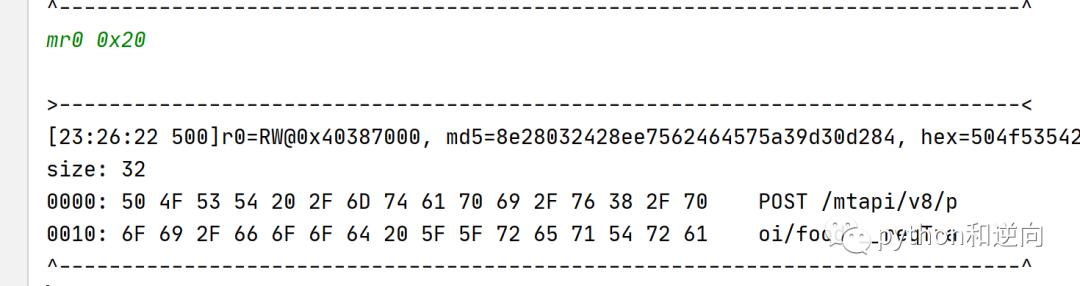 ^-----------------------------------------------------------------------------^
mr0 0x20
>-----------------------------------------------------------------------------<
[23:26:22 500]r0=RW@0x40387000, md5=8e28032428ee7562464575a39d30d284, hex=504f53542
size: 32
0000: 50 4F 53 54 20 2F 6D 74 61 70 69 2F 76 38 2F 70 POST /mtapi/v8/p
0010: 6F 69 2F 66 6F 6F 64 20 5F 5F 72 65 71 54 72 61 oi/food __reqTra
python和逆向
^-----------------------------------------------------------------------------^